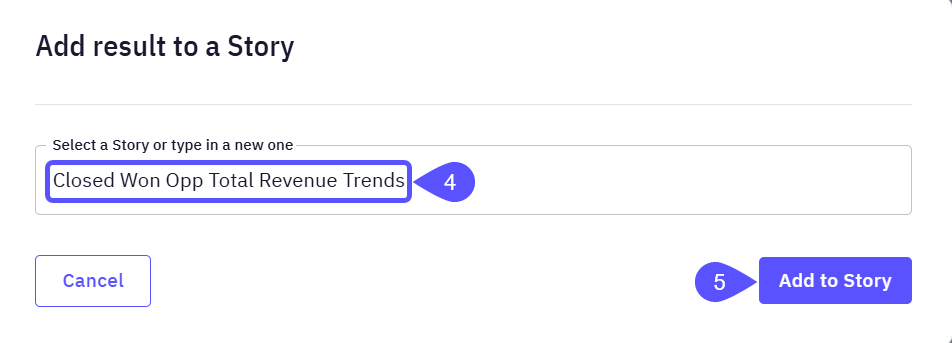 Add result to a Story
Select a Story or type in a new one
Closed Won Opp Total Revenue Trends
4
Cancel
5
Add to Story